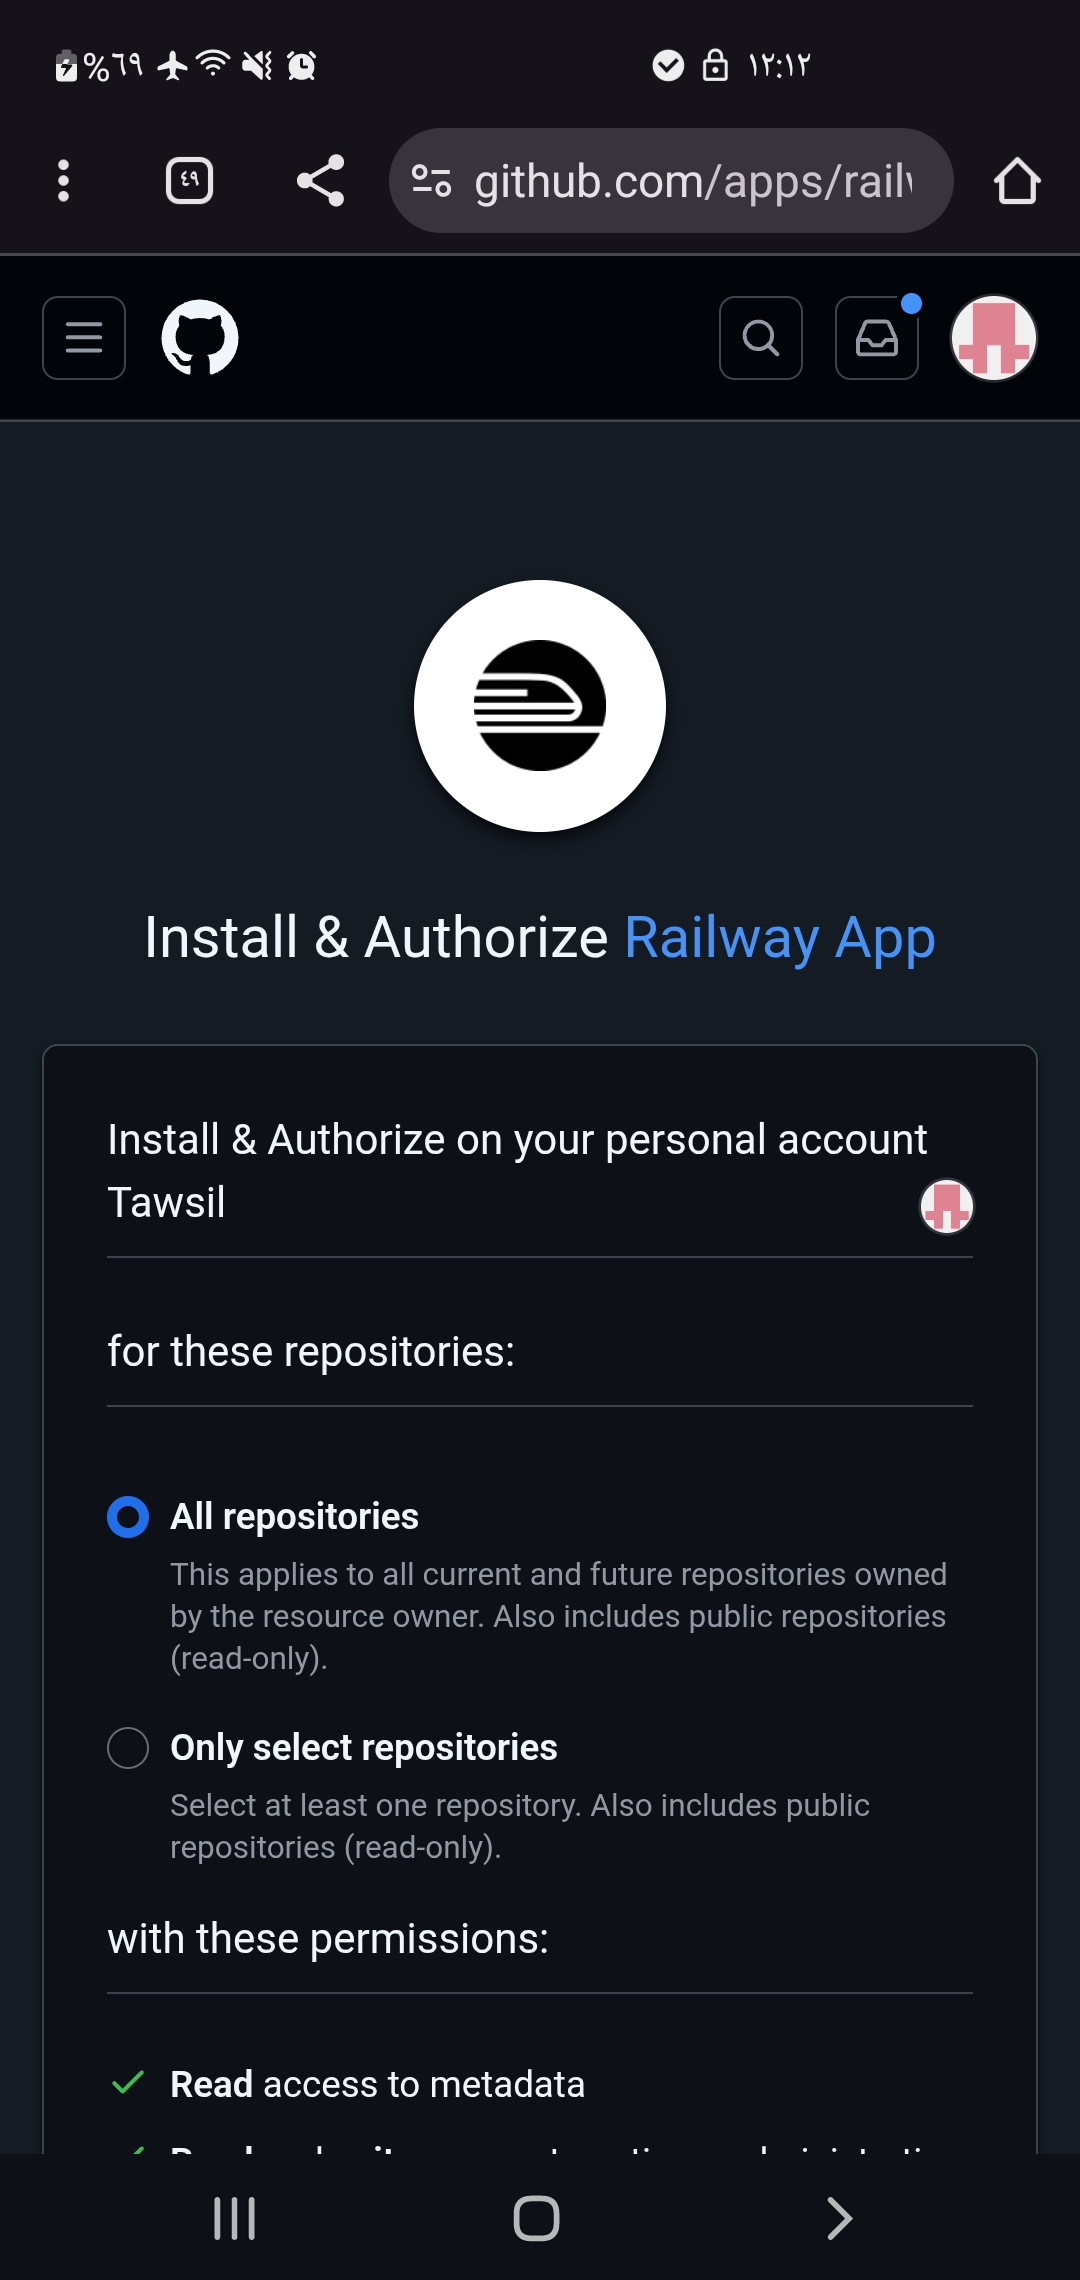 %٦٩ ١٢:١٢
٤٩ github.com/apps/rail
Install & Authorize Railway App
Install & Authorize on your personal account
Tawsil
for these repositories:
All repositories
This applies to all current and future repositories owned
by the resource owner. Also includes public repositories
(read-only).
Only select repositories
Select at least one repository. Also includes public
repositories (read-only).
with these permissions:
Read access to metadata